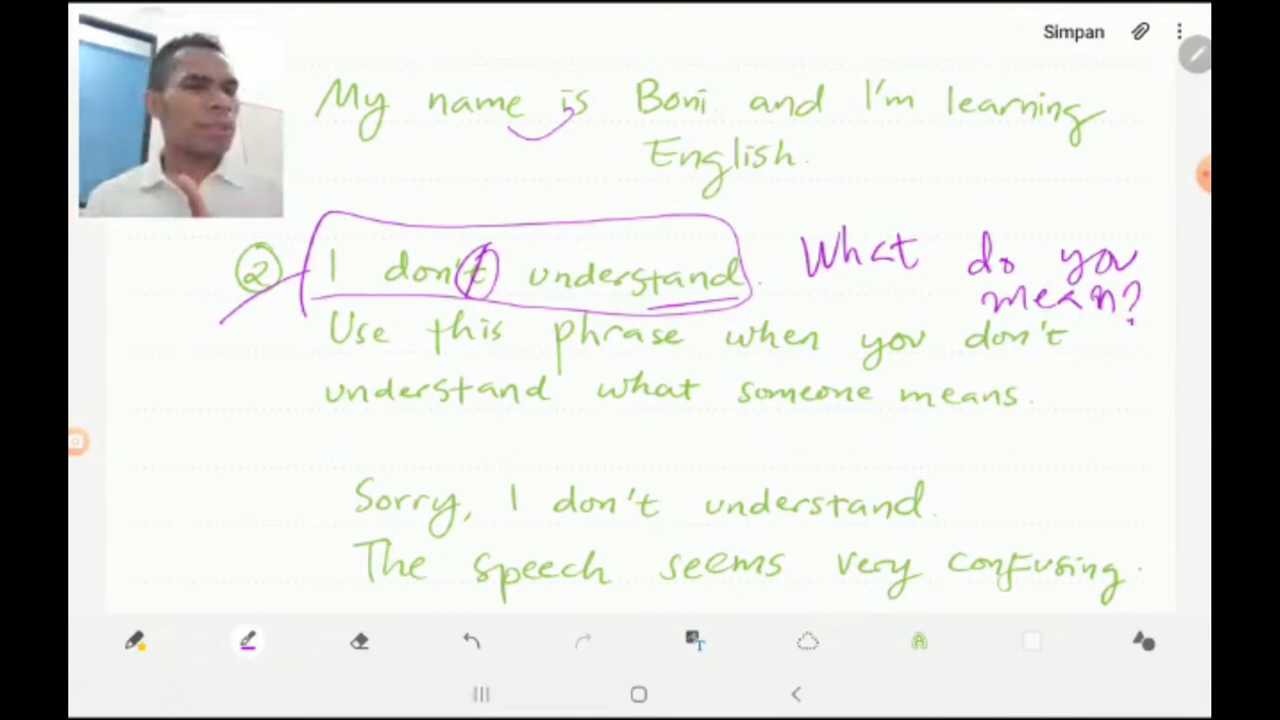 Simpan
My name is Boni and I'm learning
English.
② I don't understand. What do you
mean?
Use this phrase when you don't
understand what someone means.
Sorry, I don't understand.
The speech seems very confusing.